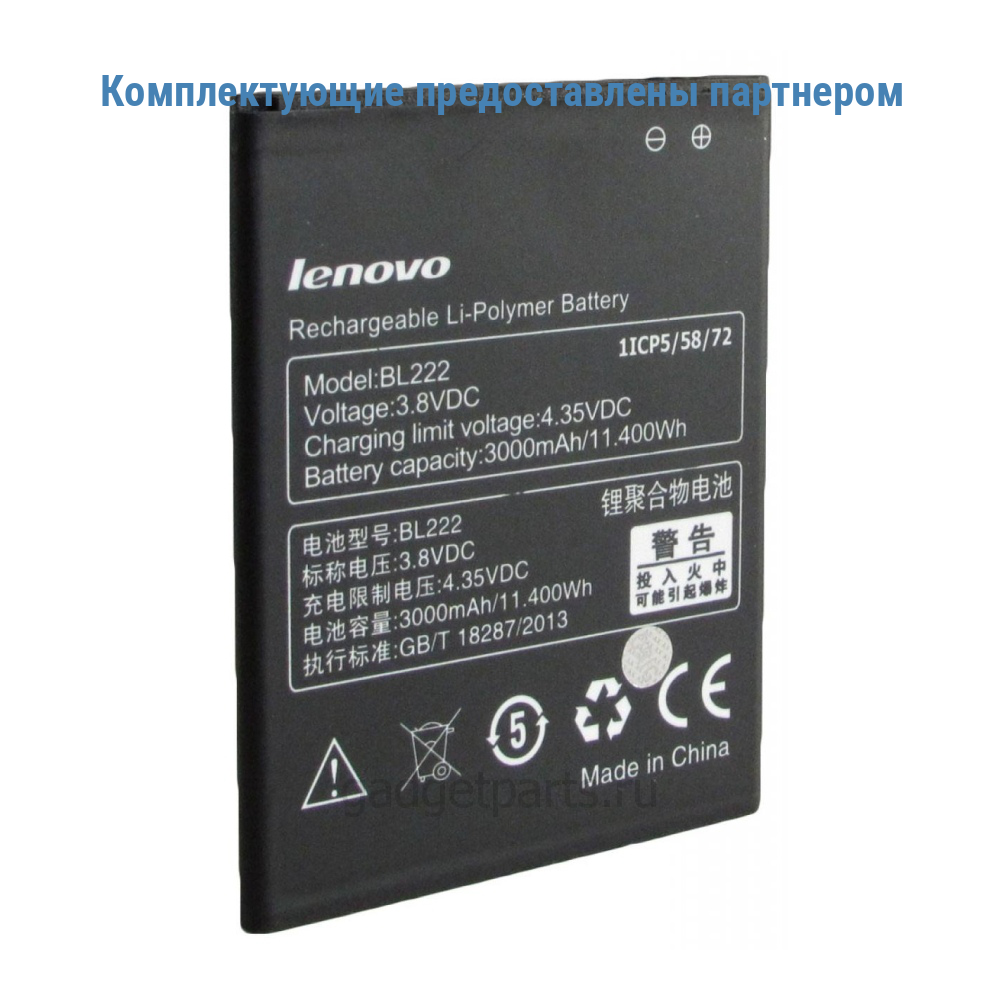 Комплектующие предоставлены партнером
⊖ ⊕
lenovo
Rechargeable Li-Polymer Battery
1ICP5/58/72
Model:BL222
Voltage:3.8VDC
Charging limit voltage:4.35VDC
Battery capacity:3000mAh/11.400Wh
锂聚合物电池
电池型号:BL222
标称电压:3.8VDC
充电限制电压:4.35VDC
电池容量:3000mAh/11.400Wh
执行标准:GB/T 18287/2013
警告
投入火中
可能引起爆炸
5
CE
Made in China
gadgetparts.ru